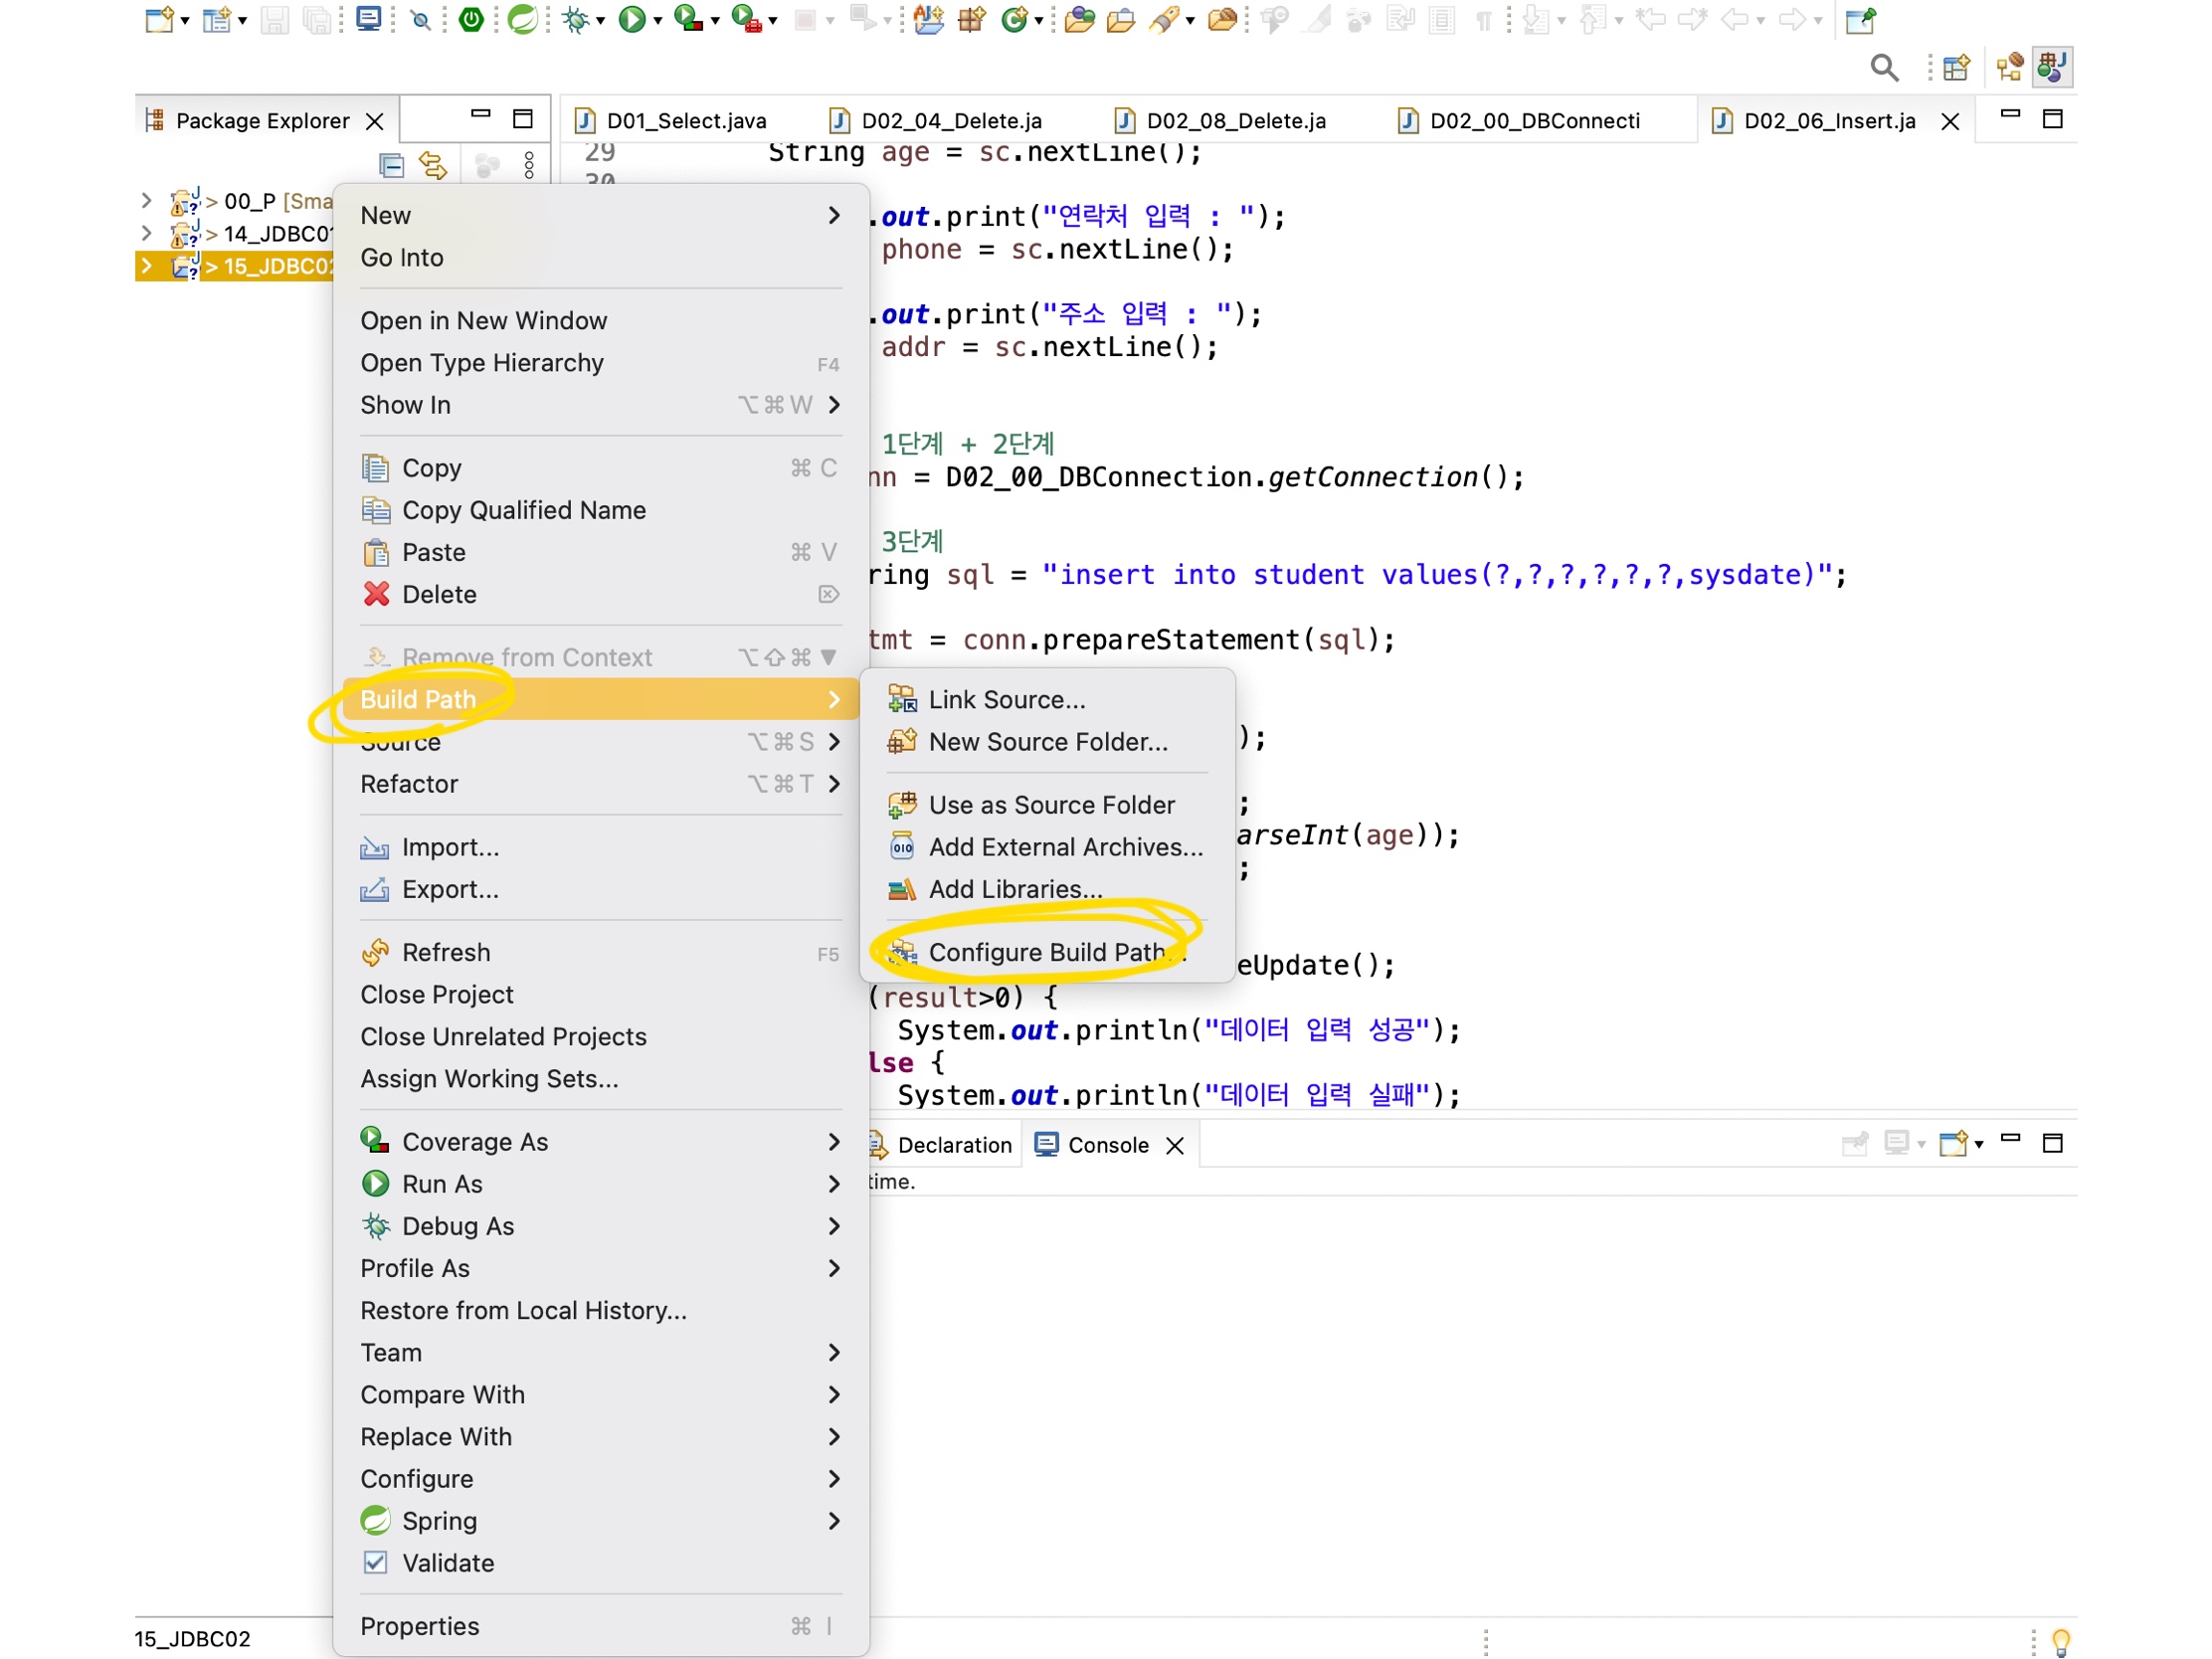 Package Explorer
D01_Select.java
D02_04_Delete.ja
D02_08_Delete.ja
D02_00_DBConnecti
D02_06_Insert.ja
> 00_P [Sma
> 14_JDBC01
> 15_JDBC02
New
Go Into
Open in New Window
Open Type Hierarchy F4
Show In ⌥⌘W
Copy ⌘ C
Copy Qualified Name
Paste ⌘ V
Delete ⌦
Remove from Context ⌥⇧⌘▼
Build Path
Source ⌥⌘S
Refactor ⌥⌘T
Import...
Export...
Refresh F5
Close Project
Close Unrelated Projects
Assign Working Sets...
Coverage As
Run As
Debug As
Profile As
Restore from Local History...
Team
Compare With
Replace With
Configure
Spring
Validate
Properties ⌘ I
Link Source...
New Source Folder...
Use as Source Folder
Add External Archives...
Add Libraries...
Configure Build Path...
29 String age = sc.nextLine();
30
.out.print("연락처 입력 : ");
phone = sc.nextLine();
.out.print("주소 입력 : ");
addr = sc.nextLine();
1단계 + 2단계
nn = D02_00_DBConnection.getConnection();
3단계
ring sql = "insert into student values(?,?,?,?,?,?,sysdate)";
tmt = conn.prepareStatement(sql);
);
;
arseInt(age));
;
eUpdate();
(result>0) {
System.out.println("데이터 입력 성공");
lse {
System.out.println("데이터 입력 실패");
Declaration
Console
time.
15_JDBC02